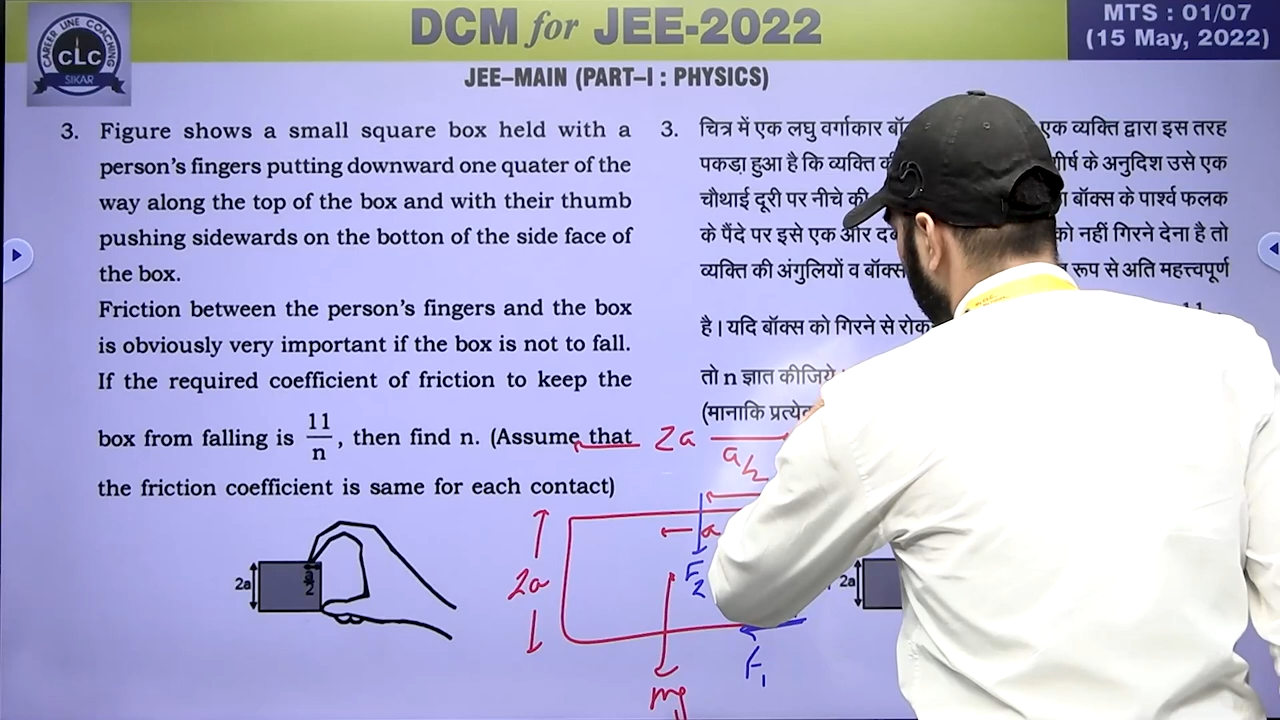 DCM for JEE-2022
MTS : 01/07
(15 May, 2022)
CAREER LINE COACHING
CLC
SIKAR
JEE–MAIN (PART–I : PHYSICS)
3. Figure shows a small square box held with a
person's fingers putting downward one quater of the
way along the top of the box and with their thumb
pushing sidewards on the botton of the side face of
the box.
Friction between the person's fingers and the box
is obviously very important if the box is not to fall.
If the required coefficient of friction to keep the
box from falling is 11/n, then find n. (Assume that
the friction coefficient is same for each contact)
2a
a/2
3. चित्र में एक लघु वर्गाकार एक व्यक्ति द्वारा इस तरह
पकड़ा हुआ है कि व्यक्ति के अनुदिश उसे एक
चौथाई दूरी पर नीचे बॉक्स के पार्श्व फलक
के पैंदे पर इसे एक और को नहीं गिरने देना है तो
व्यक्ति की अंगुलियों व रूप से अति महत्त्वपूर्ण
है। यदि बॉक्स को गिरने से
11
तो n ज्ञात कीजिये
(मानाकि
2a
a/2
a
2a
F2
F1
mg
2a